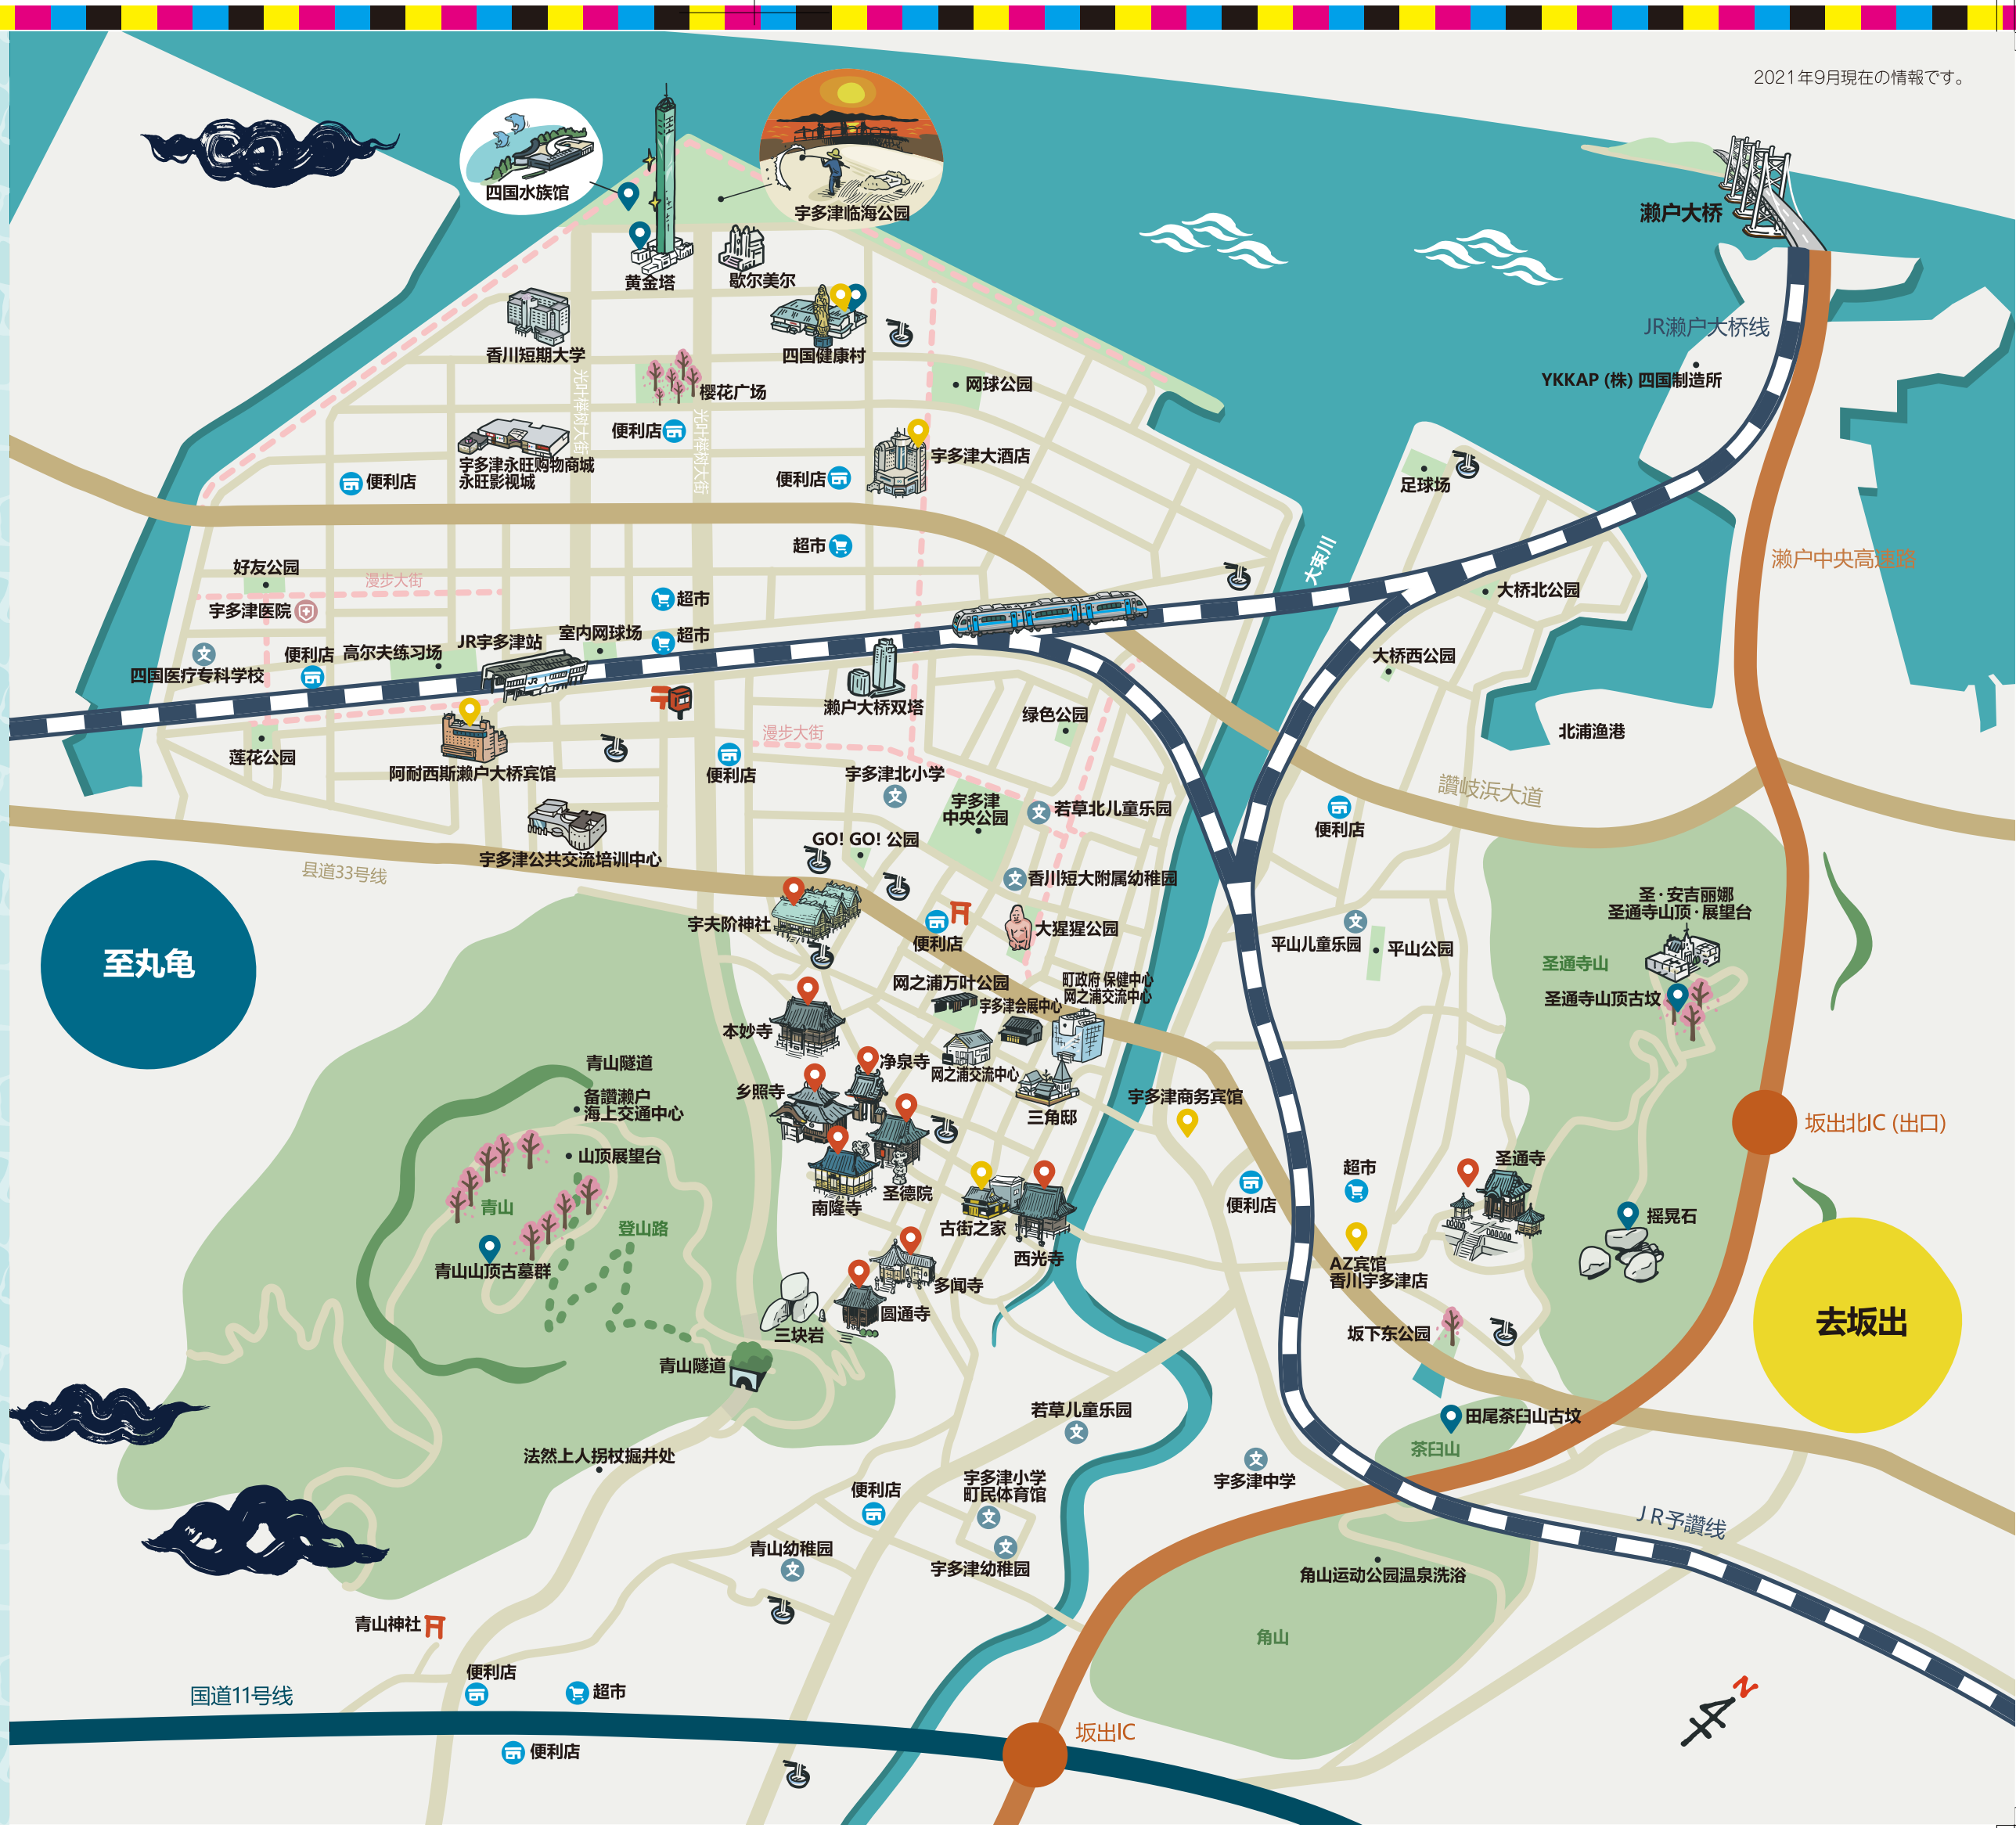 2021年9月現在の情報です。
四国水族馆
宇多津临海公园
濑户大桥
黄金塔
歇尔美尔
JR濑户大桥线
香川短期大学
四国健康村
YKKAP (株) 四国制造所
网球公园
樱花广场
光叶榉树大街
光叶榉树大街
便利店
宇多津大酒店
宇多津永旺购物商城
永旺影视城
便利店
便利店
足球场
超市
大束川
濑户中央高速路
好友公园
漫步大街
大桥北公园
宇多津医院
超市
室内网球场
超市
JR宇多津站
高尔夫练习场
便利店
四国医疗专科学校
大桥西公园
濑户大桥双塔
绿色公园
北浦渔港
漫步大街
莲花公园
阿耐西斯濑户大桥宾馆
便利店
宇多津北小学
讃岐浜大道
宇多津
中央公园
若草北儿童乐园
便利店
GO! GO! 公园
宇多津公共交流培训中心
县道33号线
香川短大附属幼稚园
圣·安吉丽娜
圣通寺山顶·展望台
宇夫阶神社
便利店
大猩猩公园
平山儿童乐园
平山公园
至丸龟
圣通寺山
网之浦万叶公园
町政府 保健中心
网之浦交流中心
宇多津会展中心
圣通寺山顶古坟
本妙寺
青山隧道
净泉寺
网之浦交流中心
乡照寺
备讚濑户
海上交通中心
三角邸
宇多津商务宾馆
坂出北IC (出口)
山顶展望台
超市
圣通寺
青山
圣德院
南隆寺
便利店
摇晃石
登山路
古街之家
西光寺
青山山顶古墓群
AZ宾馆
香川宇多津店
多闻寺
圆通寺
去坂出
三块岩
坂下东公园
青山隧道
若草儿童乐园
田尾茶臼山古坟
茶臼山
法然上人拐杖掘井处
宇多津小学
町民体育馆
宇多津中学
便利店
JR予讚线
青山幼稚园
宇多津幼稚园
角山运动公园温泉洗浴
青山神社
角山
便利店
超市
国道11号线
N
坂出IC
便利店